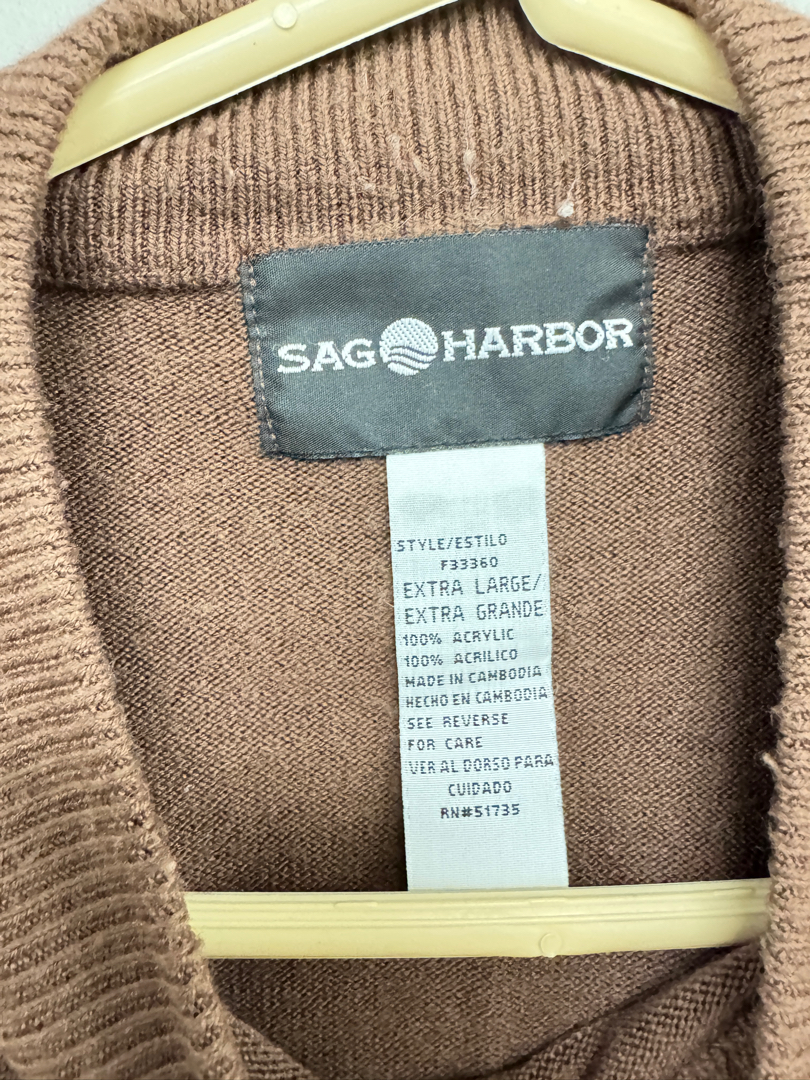 SAG HARBOR
STYLE/ESTILO
F33360
EXTRA LARGE/
EXTRA GRANDE
100% ACRYLIC
100% ACRILICO
MADE IN CAMBODIA
HECHO EN CAMBODIA
SEE REVERSE
FOR CARE
VER AL DORSO PARA
CUIDADO
RN#51735